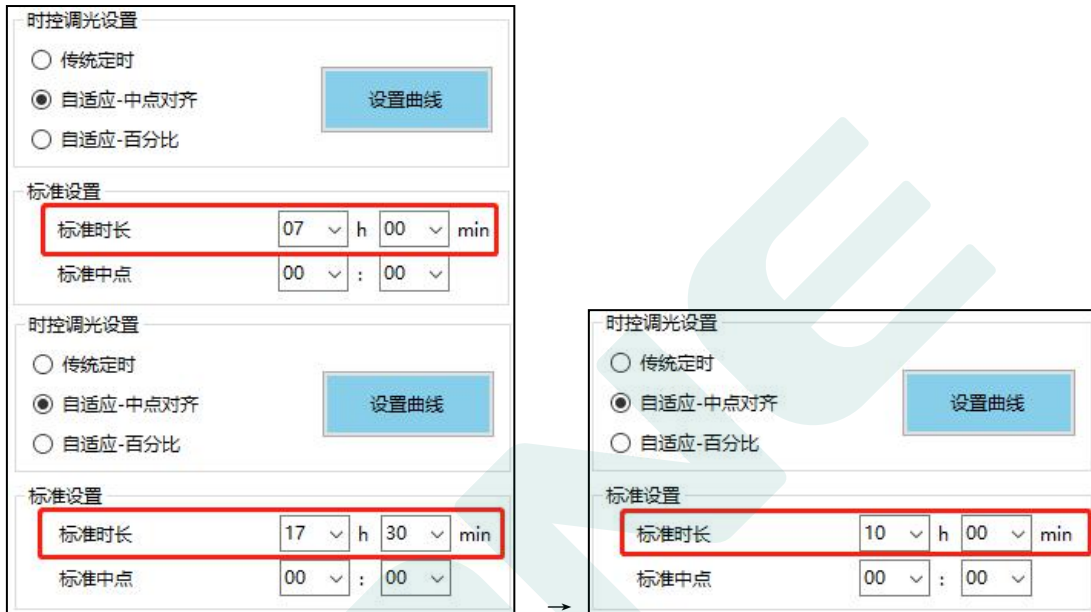 时控调光设置
传统定时
自适应-中点对齐 设置曲线
自适应-百分比
标准设置
标准时长 07 h 00 min
标准中点 00 : 00
时控调光设置
传统定时
自适应-中点对齐 设置曲线
自适应-百分比
标准设置
标准时长 17 h 30 min
标准中点 00 : 00
→
时控调光设置
传统定时
自适应-中点对齐 设置曲线
自适应-百分比
标准设置
标准时长 10 h 00 min
标准中点 00 : 00